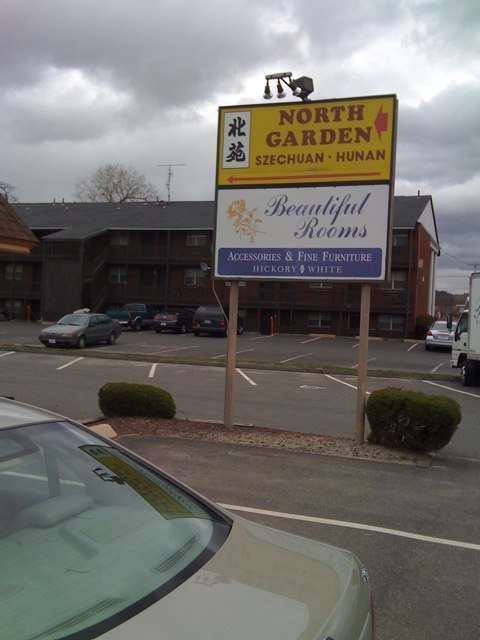 北苑
NORTH
GARDEN
SZECHUAN · HUNAN
Beautiful
Rooms
ACCESSORIES & FINE FURNITURE
HICKORY WHITE